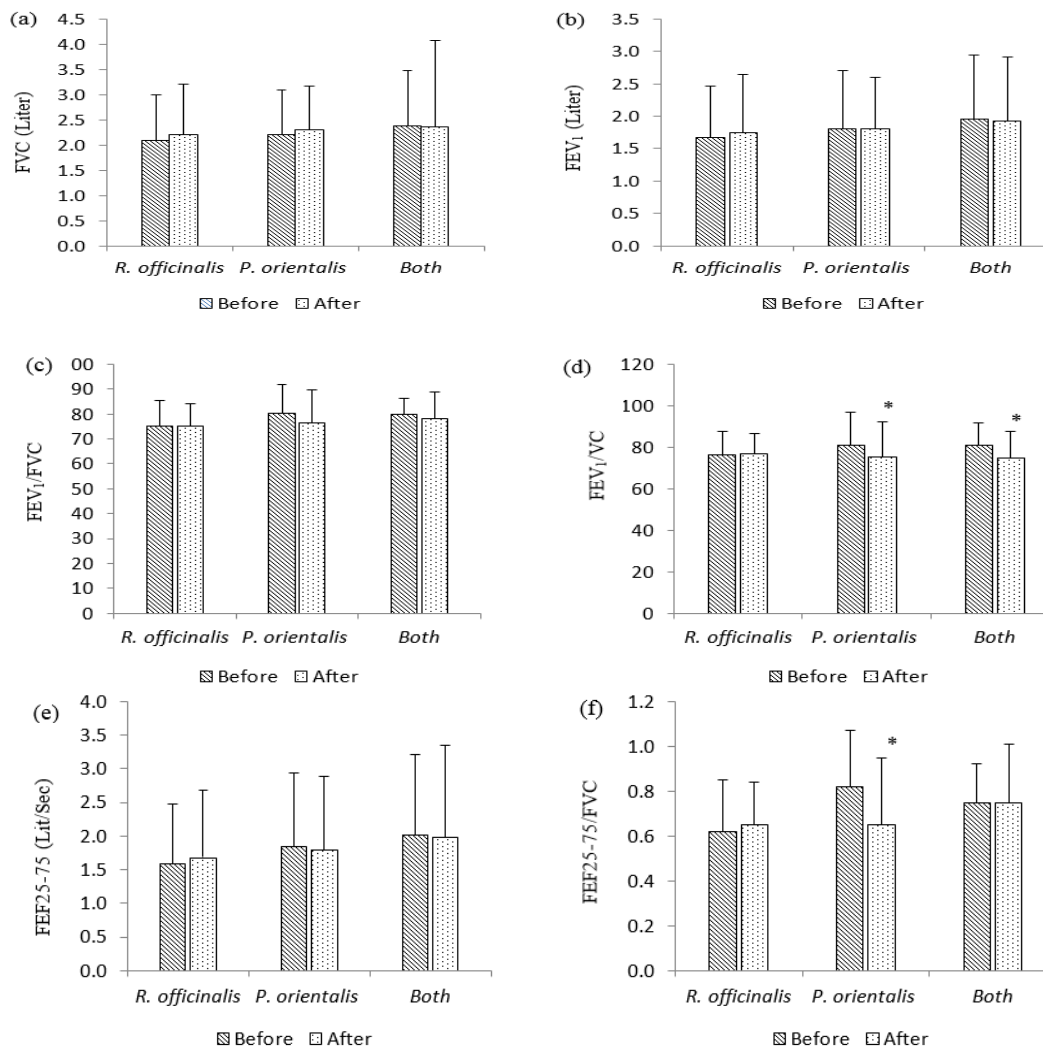 (a)
FVC (Liter)
4.5
4.0
3.5
3.0
2.5
2.0
1.5
1.0
0.5
0.0
R. officinalis P. orientalis Both
Before After
(b)
FEV₁ (Liter)
3.5
3.0
2.5
2.0
1.5
1.0
0.5
0.0
R. officinalis P. orientalis Both
Before After
(c)
FEV₁/FVC
00
90
80
70
60
50
40
30
20
10
00
R. officinalis P. orientalis Both
Before After
(d)
FEV₁/VC
120
100
80
60
40
20
0
* *
R. officinalis P. orientalis Both
Before After
(e)
FEF25-75 (Lit/Sec)
4.0
3.5
3.0
2.5
2.0
1.5
1.0
0.5
0.0
R. officinalis P. orientalis Both
Before After
(f)
FEF25-75/FVC
1.2
1.0
0.8
0.6
0.4
0.2
0.0
*
R. officinalis P. orientalis Both
Before After